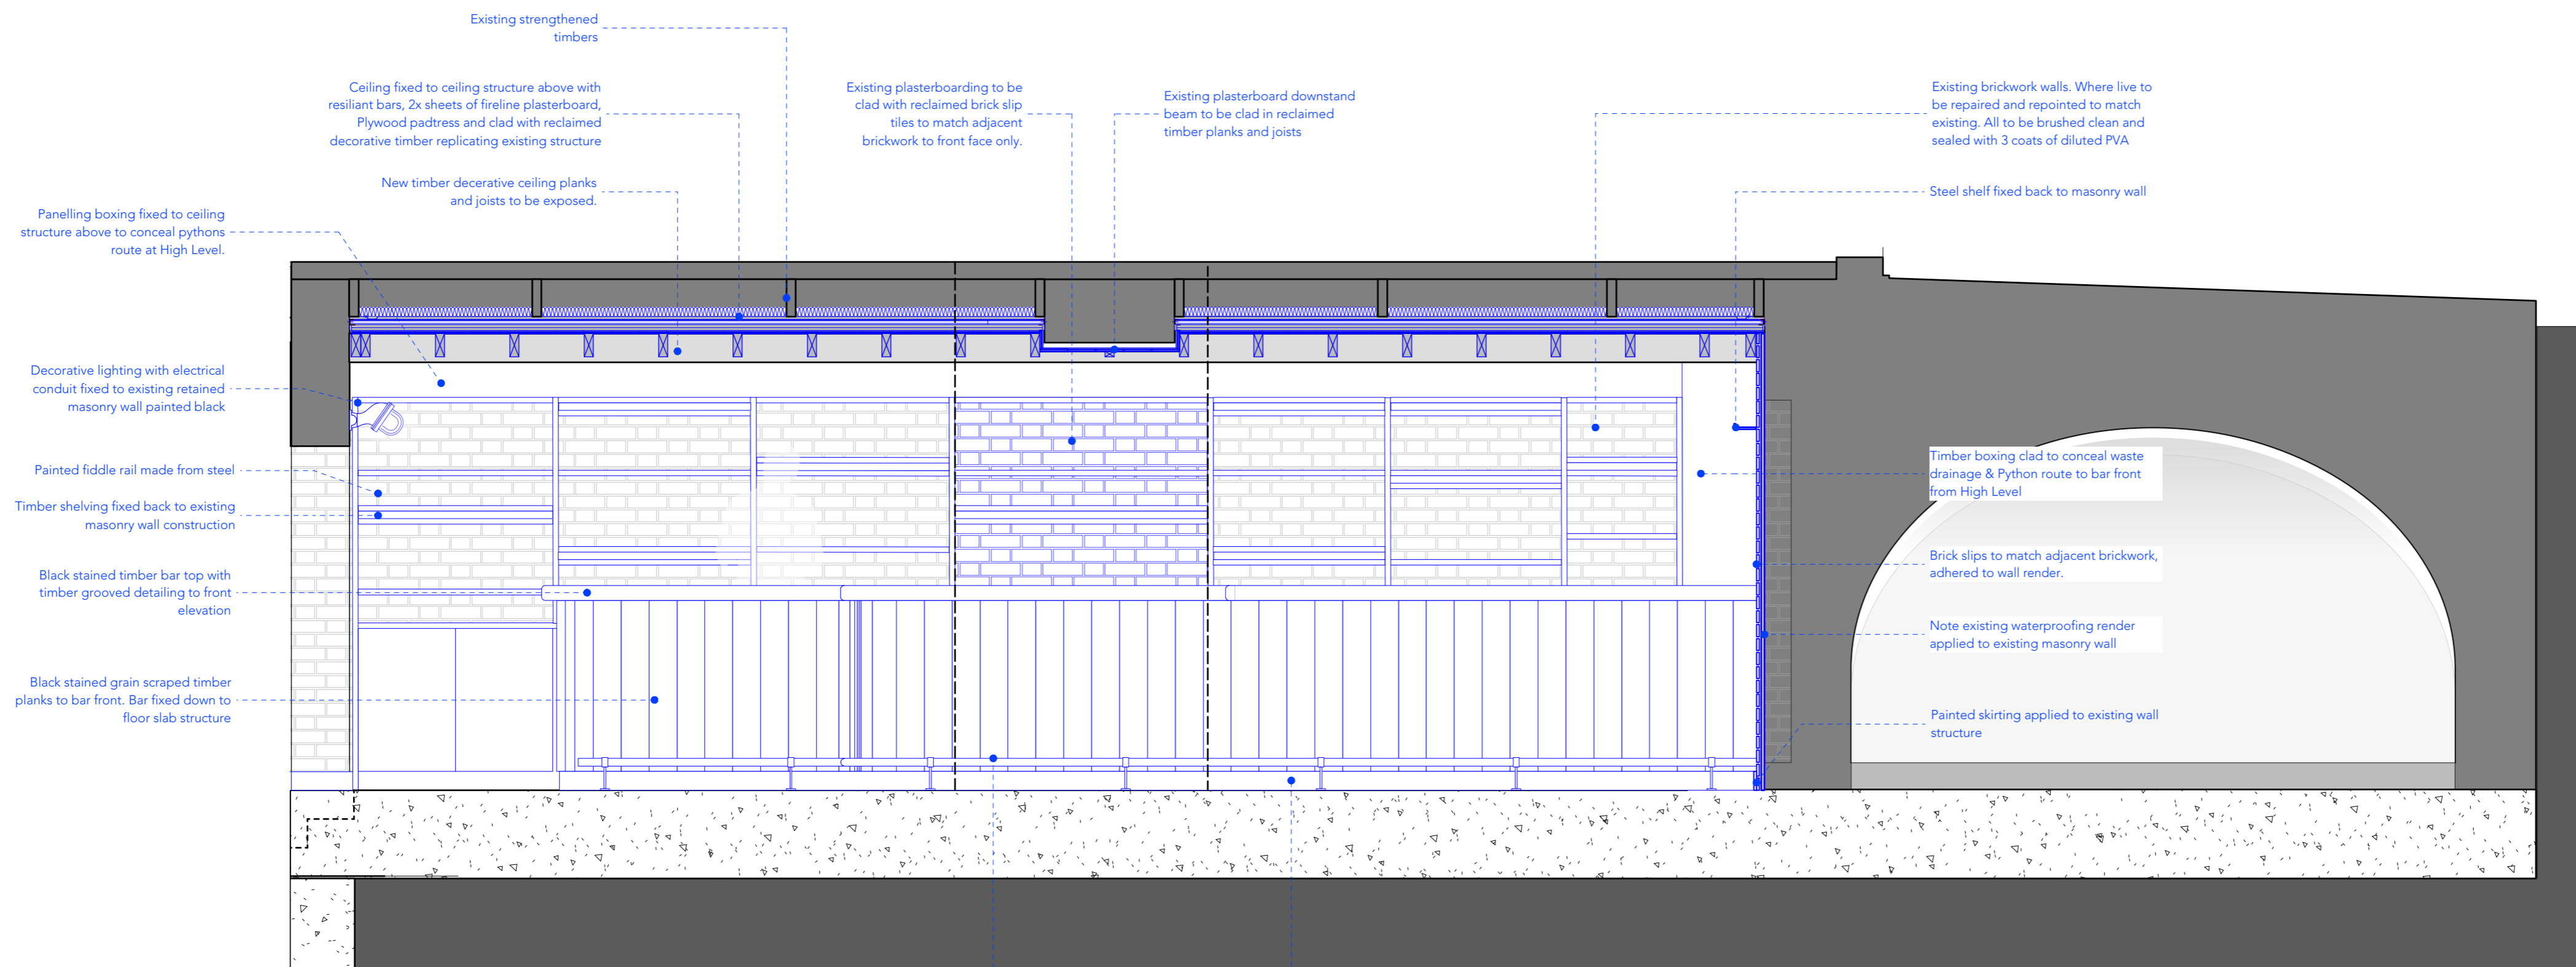 Existing strengthened
timbers
Ceiling fixed to ceiling structure above with
resiliant bars, 2x sheets of fireline plasterboard,
Plywood padtress and clad with reclaimed
decorative timber replicating existing structure
Existing plasterboarding to be
clad with reclaimed brick slip
tiles to match adjacent
brickwork to front face only.
Existing plasterboard downstand
beam to be clad in reclaimed
timber planks and joists
Existing brickwork walls. Where live to
be repaired and repointed to match
existing. All to be brushed clean and
sealed with 3 coats of diluted PVA
New timber decorative ceiling planks
and joists to be exposed.
Steel shelf fixed back to masonry wall
Panelling boxing fixed to ceiling
structure above to conceal pythons
route at High Level.
Decorative lighting with electrical
conduit fixed to existing retained
masonry wall painted black
Painted fiddle rail made from steel
Timber shelving fixed back to existing
masonry wall construction
Black stained timber bar top with
timber grooved detailing to front
elevation
Black stained grain scraped timber
planks to bar front. Bar fixed down to
floor slab structure
Timber boxing clad to conceal waste
drainage & Python route to bar front
from High Level
Brick slips to match adjacent brickwork,
adhered to wall render.
Note existing waterproofing render
applied to existing masonry wall
Painted skirting applied to existing wall
structure